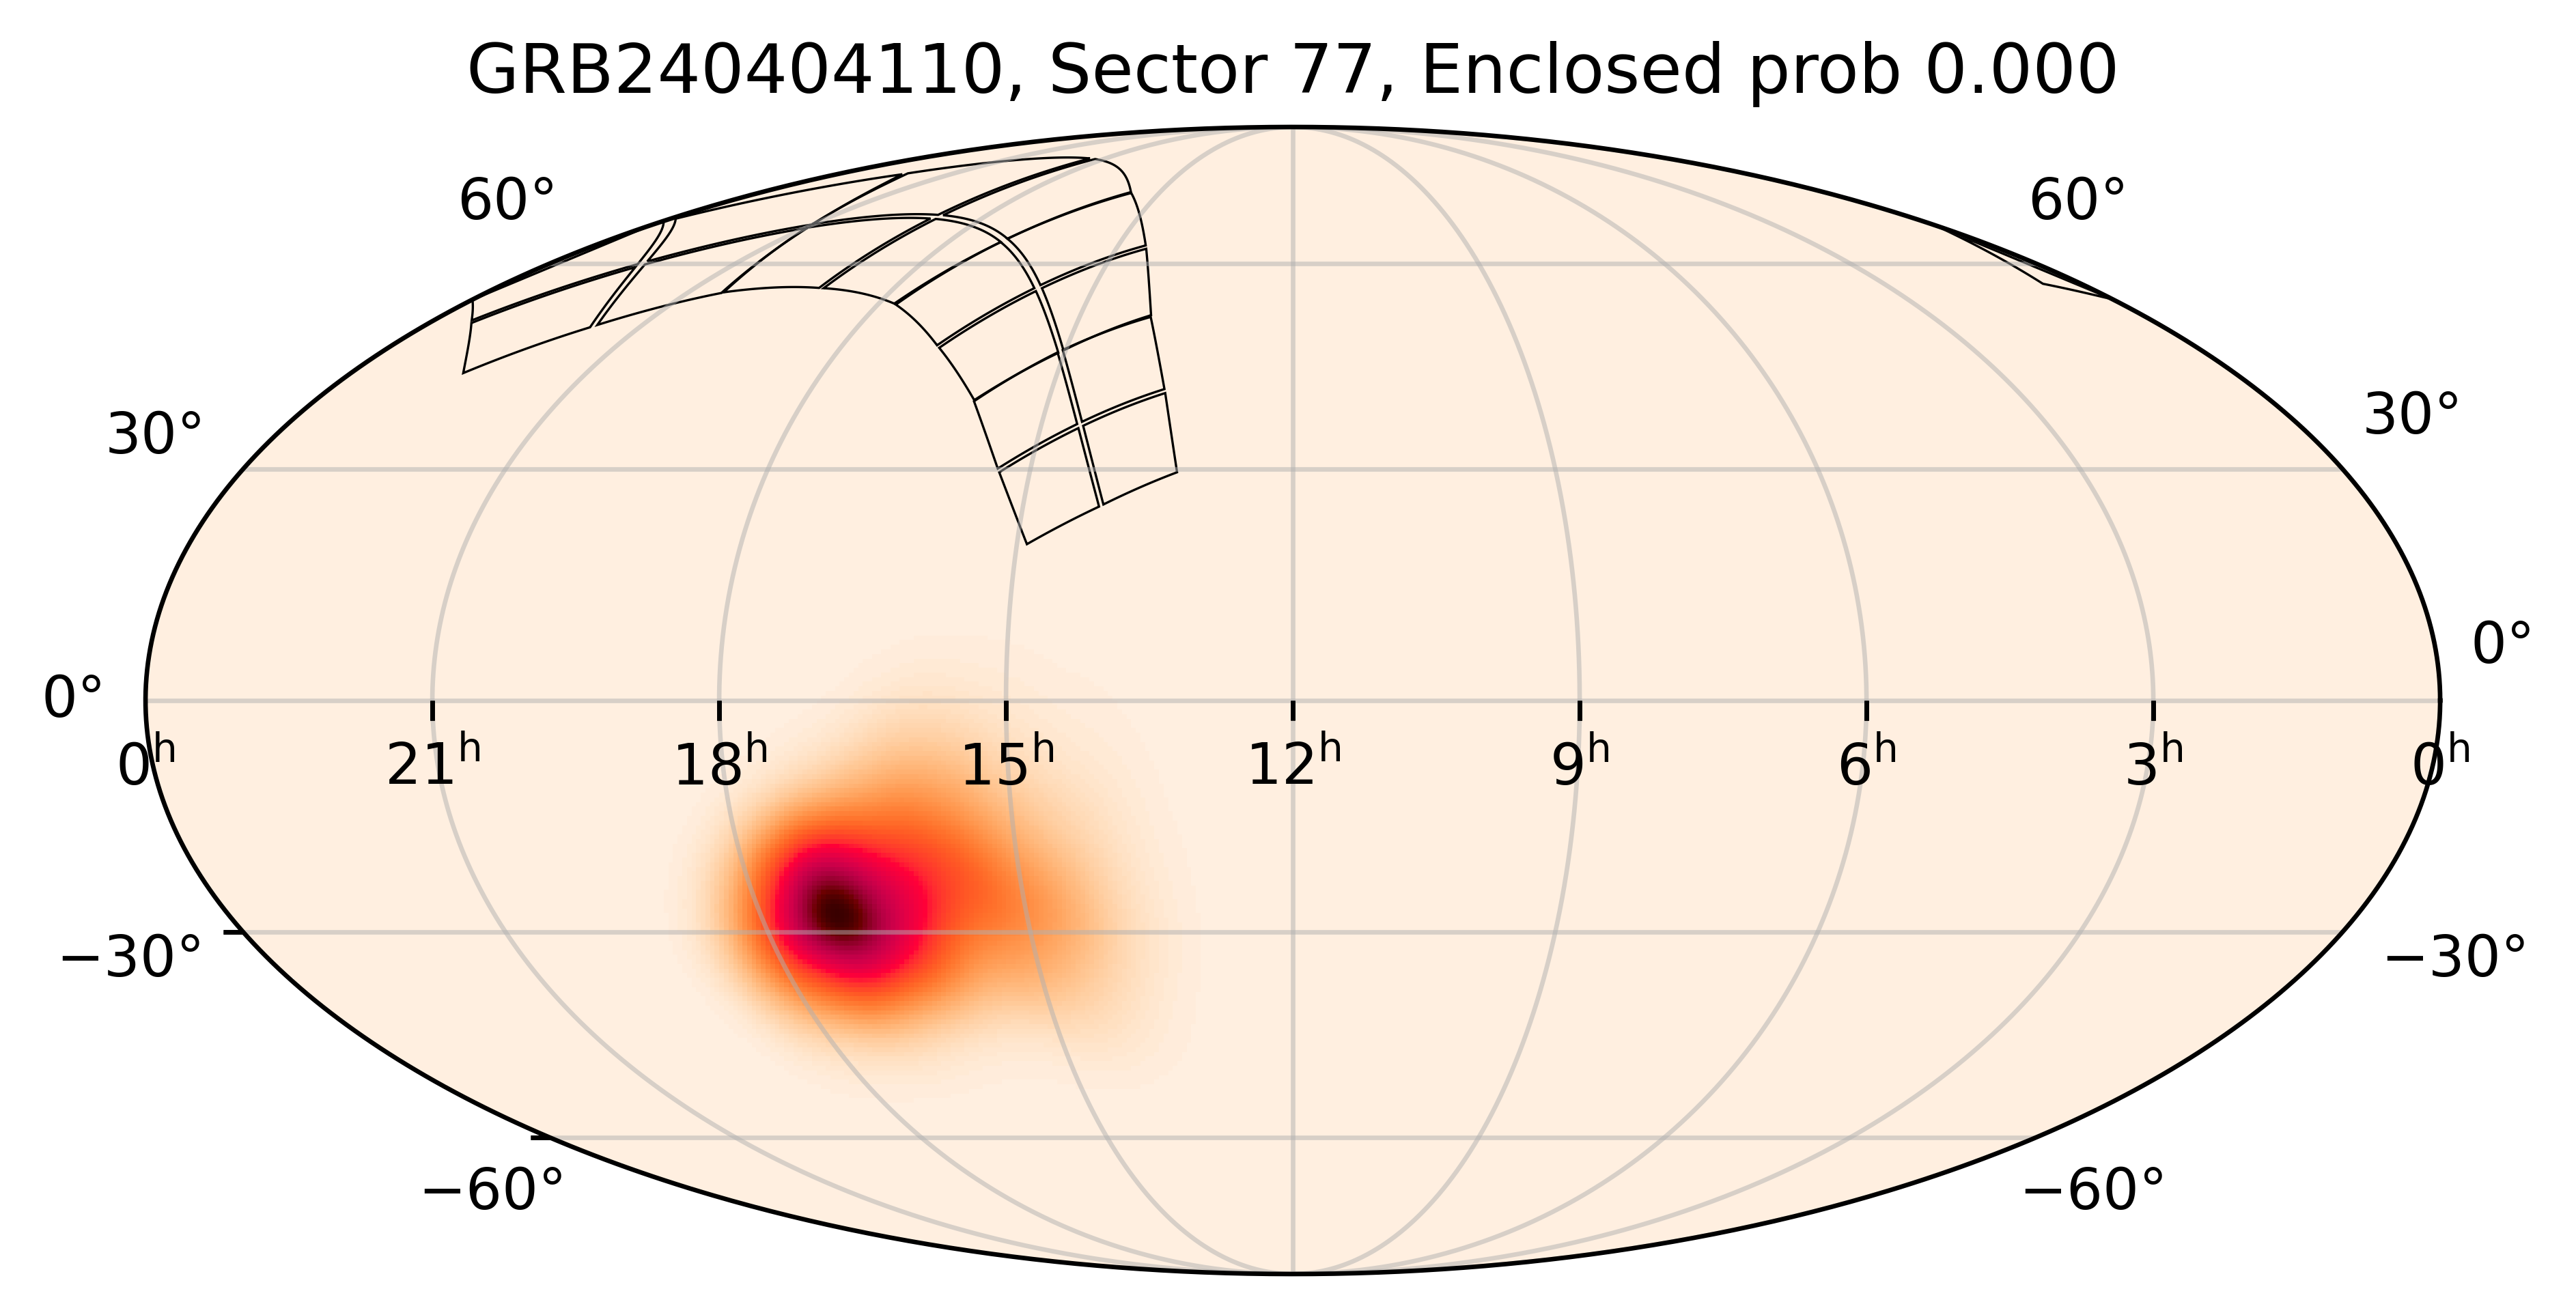 GRB240404110, Sector 77, Enclosed prob 0.000
60° 60°
30° 30°
0° 0°
0ʰ 21ʰ 18ʰ 15ʰ 12ʰ 9ʰ 6ʰ 3ʰ 0ʰ
−30° −30°
−60° −60°